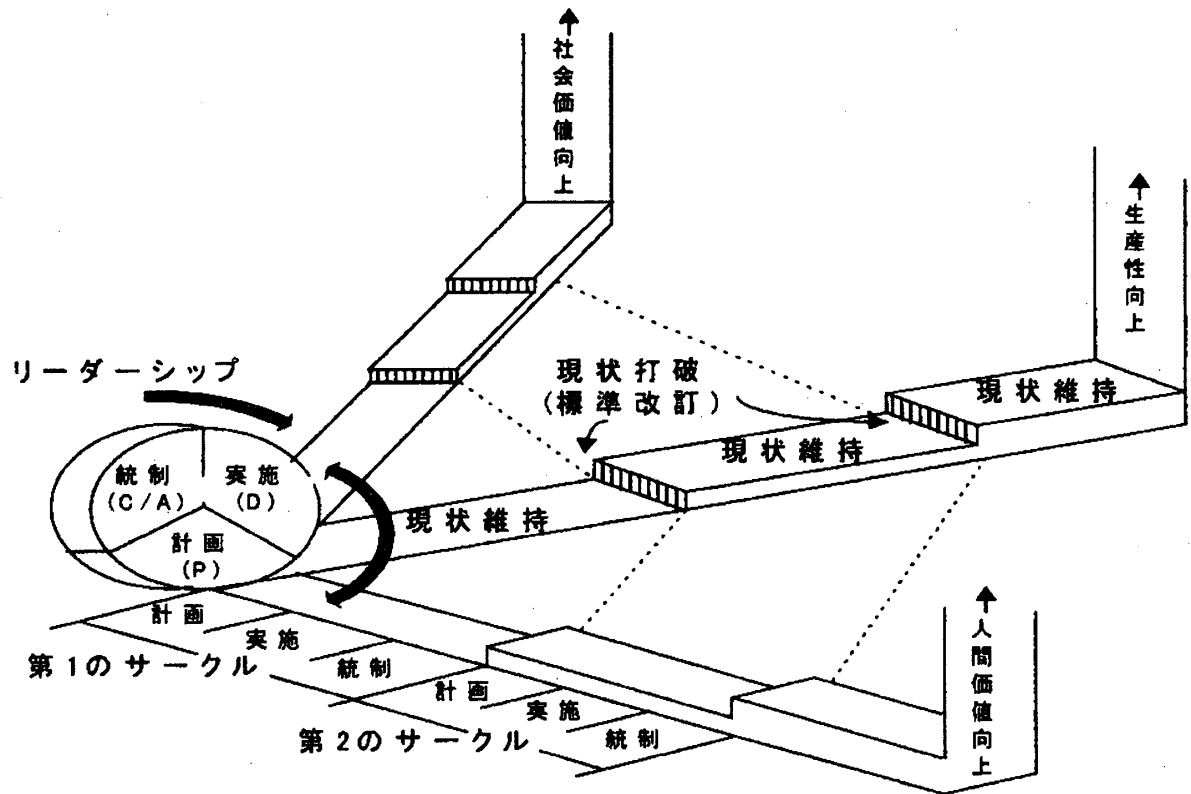 社会価値向上
生産性向上
リーダーシップ
現状打破
(標準改訂)
現状維持
現状維持
現状維持
統制
(C/A)
実施
(D)
計画
(P)
計画
実施
統制
第1のサークル
計画
実施
統制
第2のサークル
人間価値向上